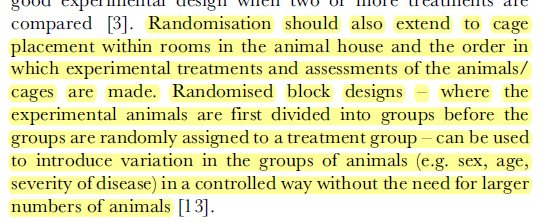 good experimental design when two or more treatments are
compared [3]. Randomisation should also extend to cage
placement within rooms in the animal house and the order in
which experimental treatments and assessments of the animals/
cages are made. Randomised block designs – where the
experimental animals are first divided into groups before the
groups are randomly assigned to a treatment group – can be used
to introduce variation in the groups of animals (e.g. sex, age,
severity of disease) in a controlled way without the need for larger
numbers of animals [13].